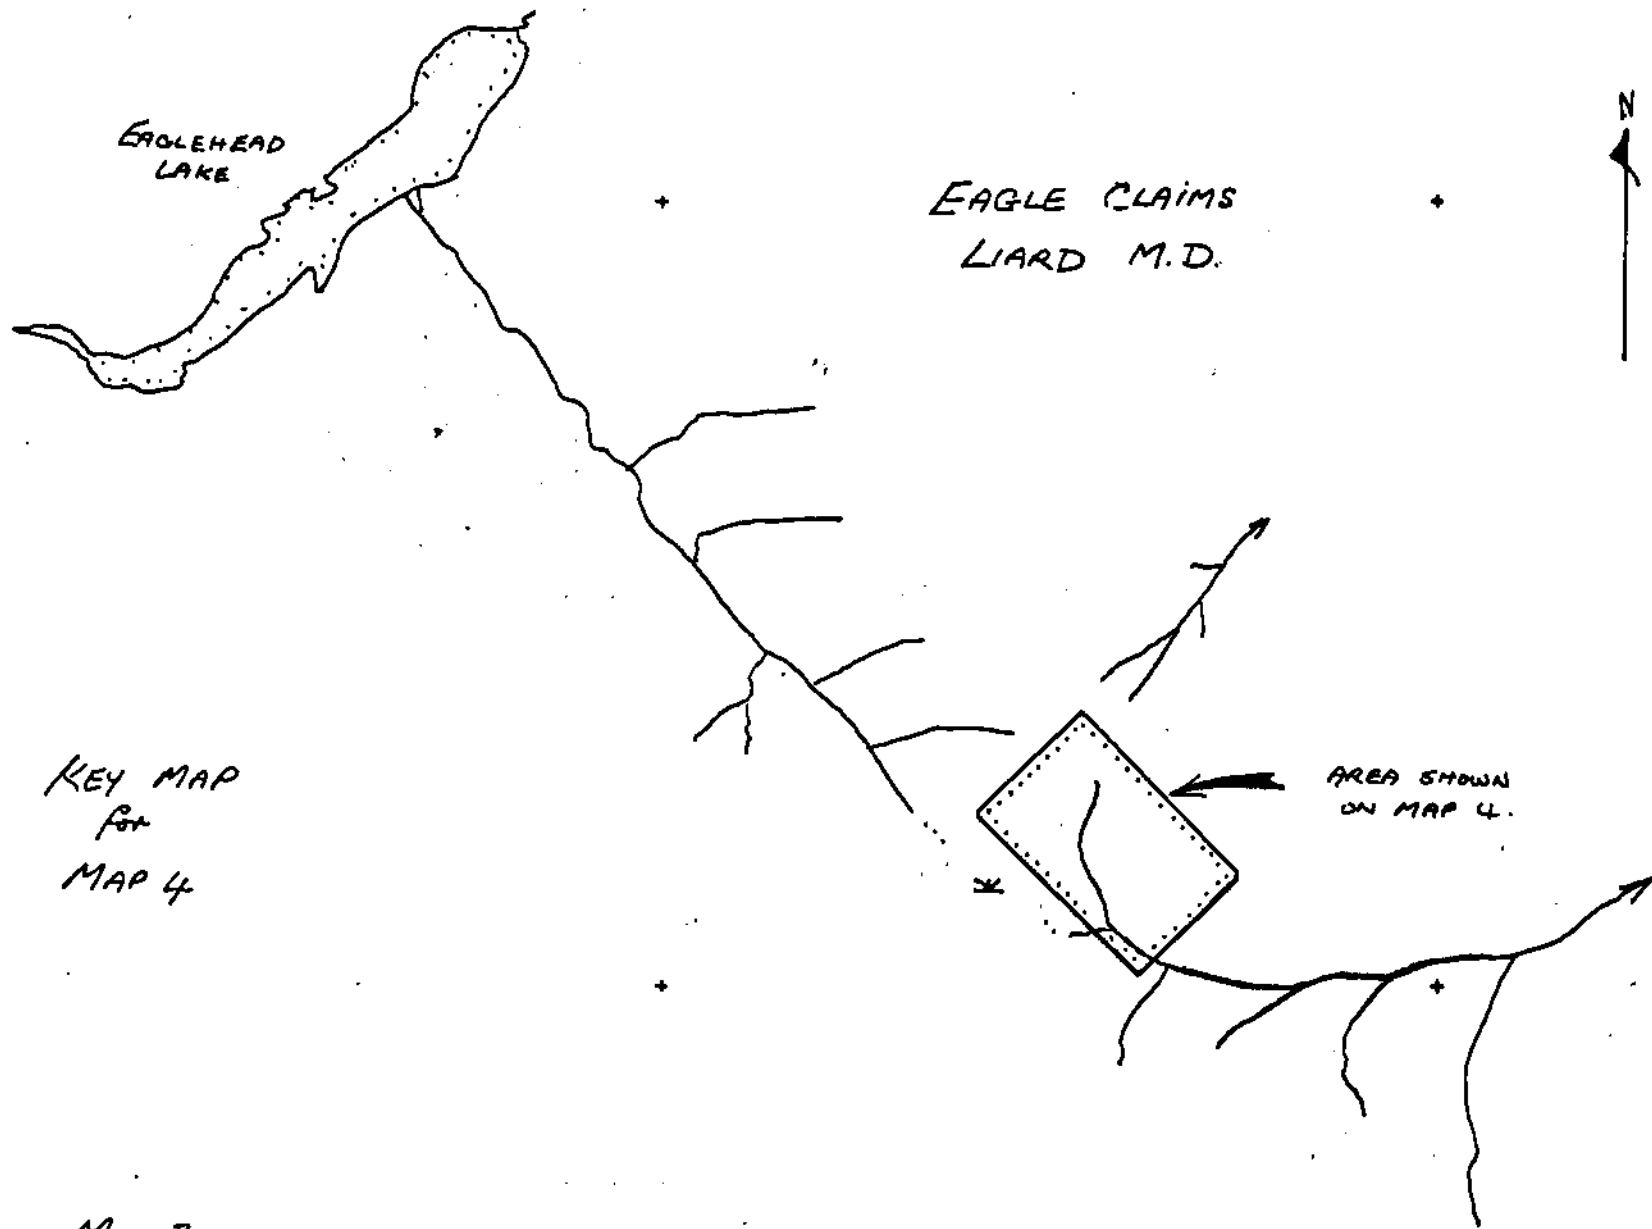 EAGLEHEAD
LAKE
EAGLE CLAIMS
LIARD M.D.
N
KEY MAP
for
MAP 4
AREA SHOWN
ON MAP 4.